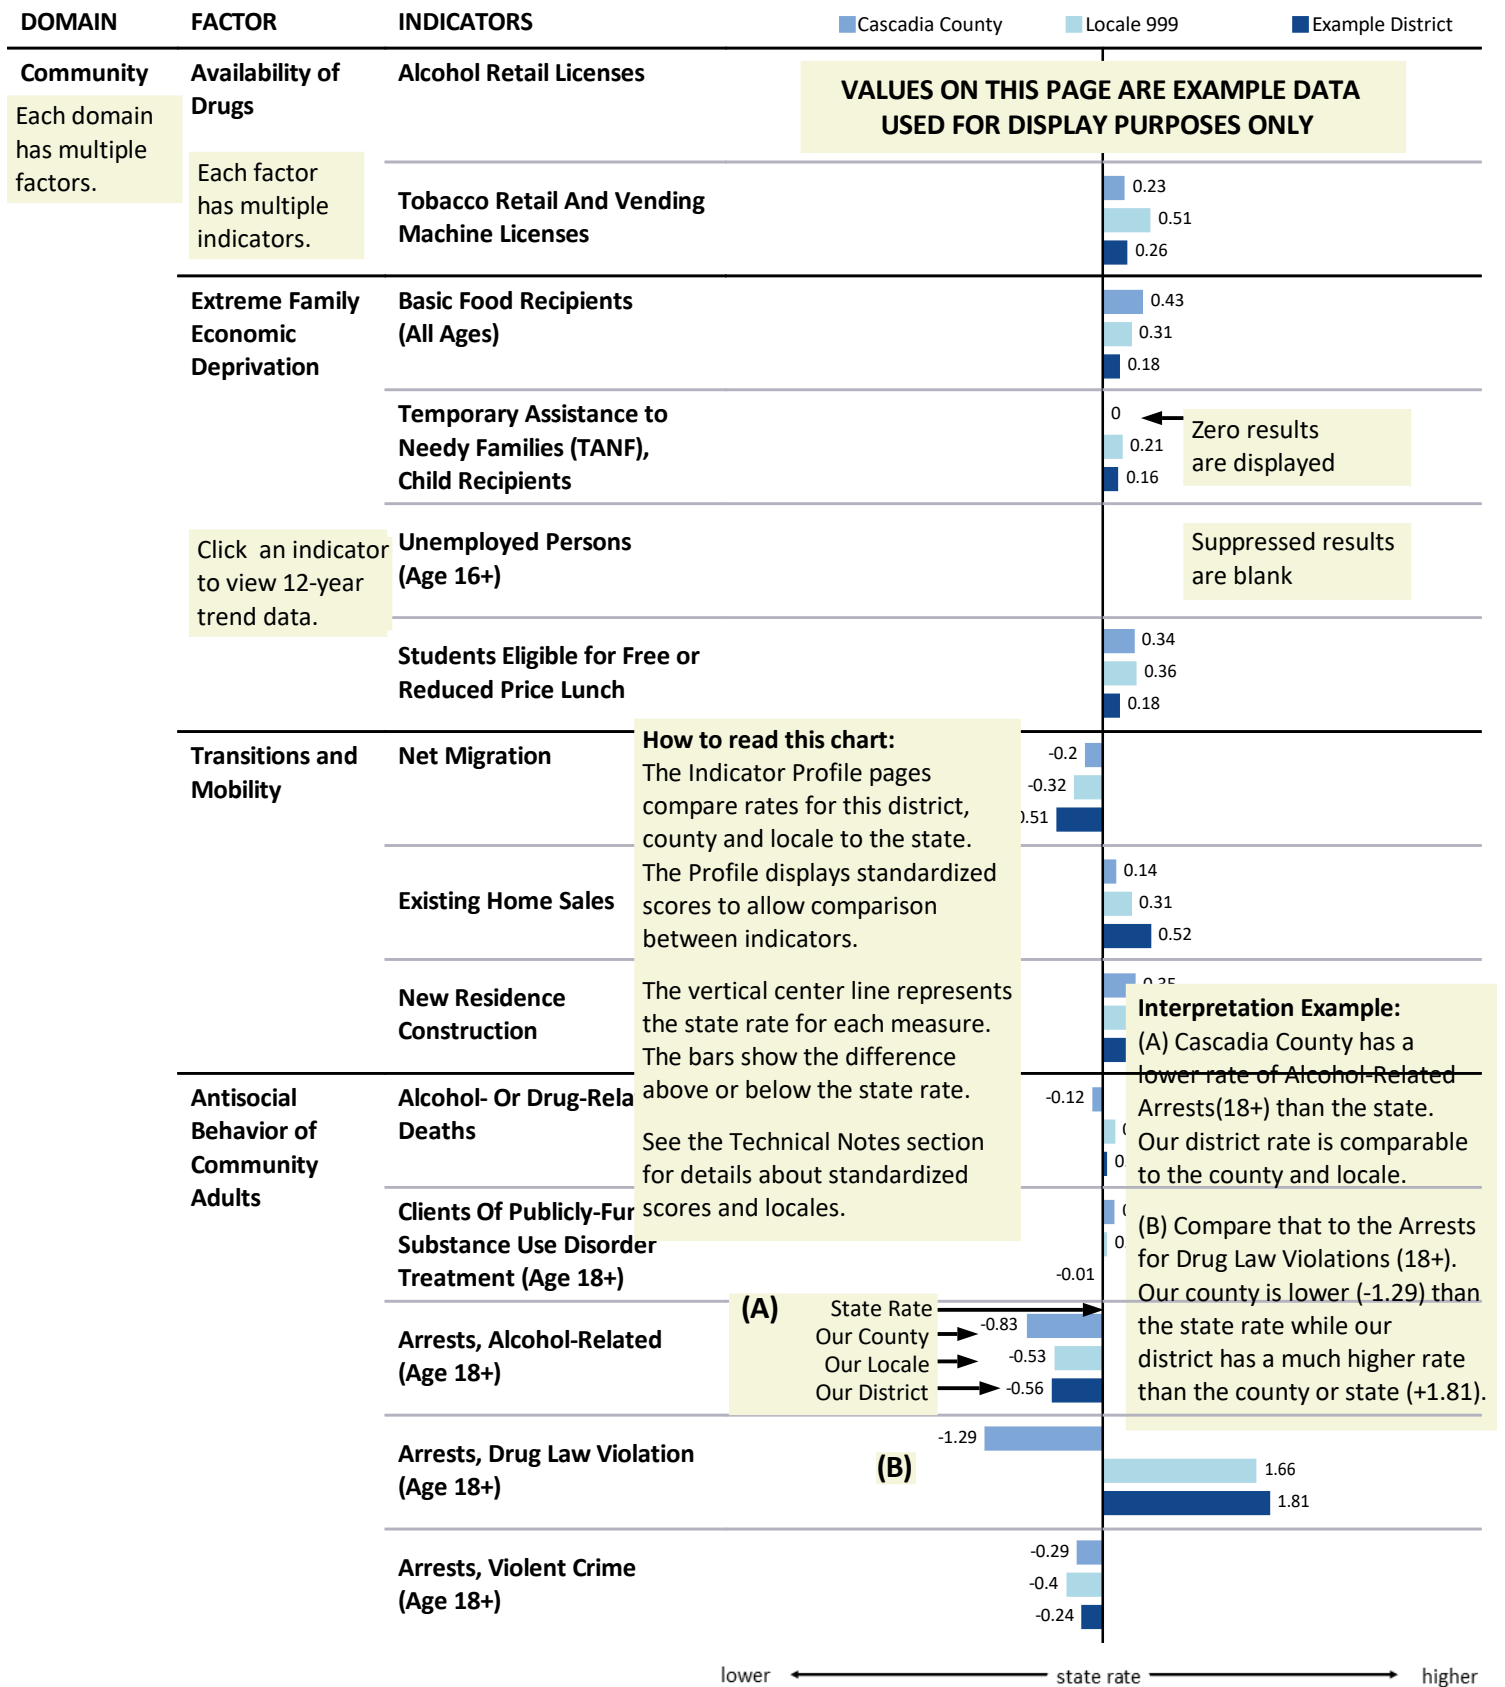 DOMAIN FACTOR INDICATORS Cascadia County Locale 999 Example District
Community Availability of Drugs
Alcohol Retail Licenses
VALUES ON THIS PAGE ARE EXAMPLE DATA
USED FOR DISPLAY PURPOSES ONLY
Each domain
has multiple
factors.
Each factor
has multiple
indicators.
Tobacco Retail And Vending
Machine Licenses
0.23
0.51
0.26
Extreme Family
Economic
Deprivation
Basic Food Recipients
(All Ages)
0.43
0.31
0.18
Temporary Assistance to
Needy Families (TANF),
Child Recipients
0
0.21
0.16
Zero results
are displayed
Click an indicator
to view 12-year
trend data.
Unemployed Persons
(Age 16+)
Suppressed results
are blank
Students Eligible for Free or
Reduced Price Lunch
0.34
0.36
0.18
Transitions and
Mobility
Net Migration
-0.2
-0.32
.51
How to read this chart:
The Indicator Profile pages
compare rates for this district,
county and locale to the state.
The Profile displays standardized
scores to allow comparison
between indicators.
The vertical center line represents
the state rate for each measure.
The bars show the difference
above or below the state rate.
See the Technical Notes section
for details about standardized
scores and locales.
Existing Home Sales
0.14
0.31
0.52
New Residence
Construction
Interpretation Example:
(A) Cascadia County has a
lower rate of Alcohol-Related
Arrests(18+) than the state.
Our district rate is comparable
to the county and locale.
(B) Compare that to the Arrests
for Drug Law Violations (18+).
Our county is lower (-1.29) than
the state rate while our
district has a much higher rate
than the county or state (+1.81).
Antisocial
Behavior of
Community
Adults
Alcohol- Or Drug-Rela
Deaths
-0.12
0.
Clients Of Publicly-Fun
Substance Use Disorder
Treatment (Age 18+)
0.
-0.01
Arrests, Alcohol-Related
(Age 18+)
(A)
State Rate
Our County
Our Locale
Our District
-0.83
-0.53
-0.56
Arrests, Drug Law Violation
(Age 18+)
(B)
-1.29
1.66
1.81
Arrests, Violent Crime
(Age 18+)
-0.29
-0.4
-0.24
lower state rate higher